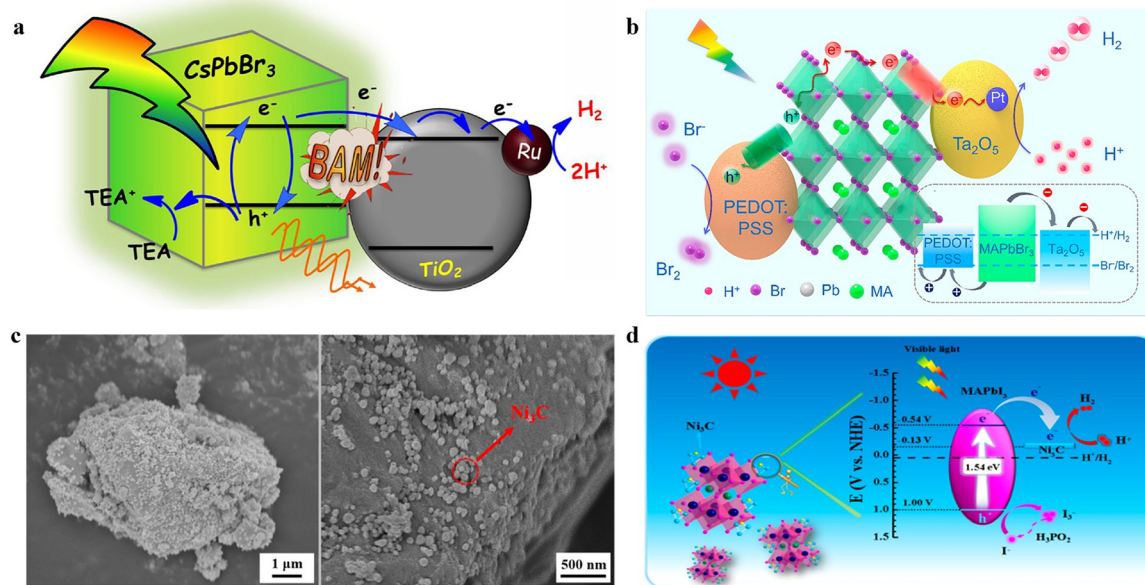 a
CsPbBr3
e-
e-
e-
e-
H2
BAM!
Ru
2H+
TEA+
h+
TEA
TiO2
b
H2
e-
e-
h+
e-
Pt
Br-
Ta2O5
H+
h+
PEDOT:
PSS
PEDOT:
PSS
MAPbBr3
Ta2O5
H+/H2
Br-/Br2
Br2
H+
Br
Pb
MA
c
Ni3C
1 μm
500 nm
d
Visible light
MAPbI3
-1.5
-1.0
-0.54 V
-0.5
-0.13 V
0.0
0.5
1.00 V
1.0
1.5
E (V vs. NHE)
e-
e-
e-
H2
H+
Ni3C
H+/H2
1.54 eV
h+
I3-
H3PO2
I-
Ni3C